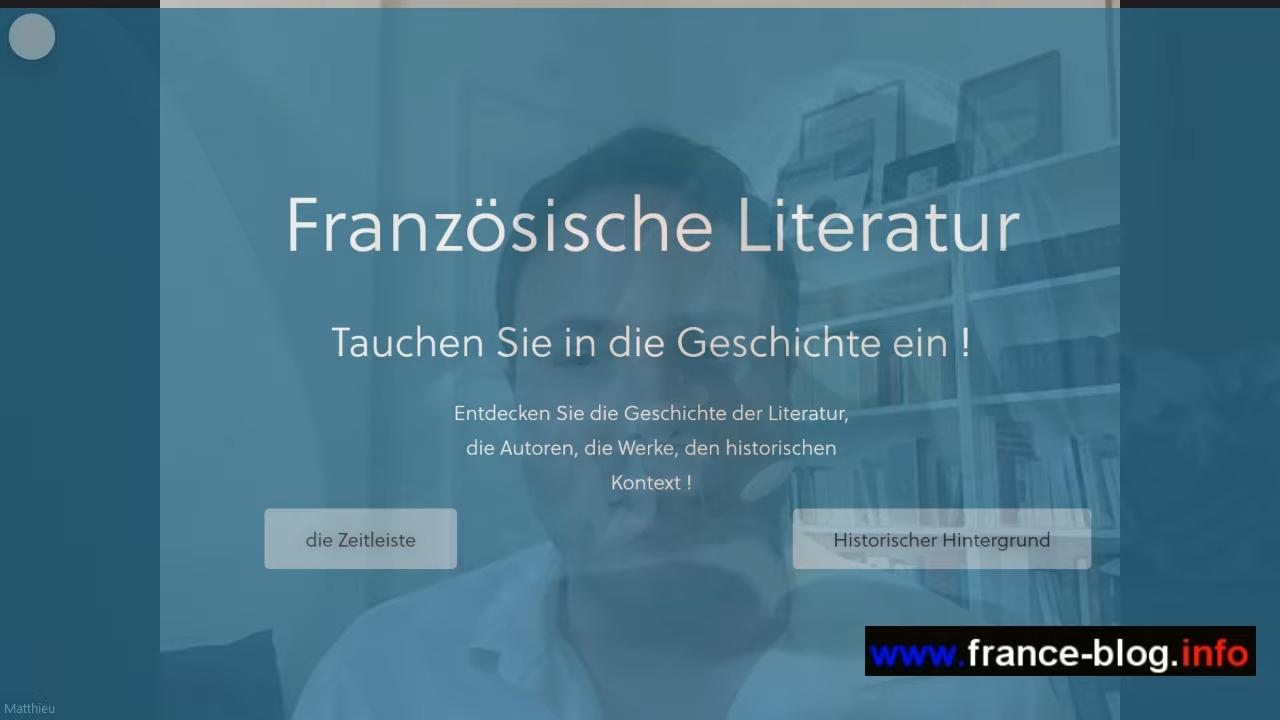 Französische Literatur
Tauchen Sie in die Geschichte ein !
Entdecken Sie die Geschichte der Literatur,
die Autoren, die Werke, den historischen
Kontext !
die Zeitleiste
Historischer Hintergrund
www.france-blog.info
Matthieu